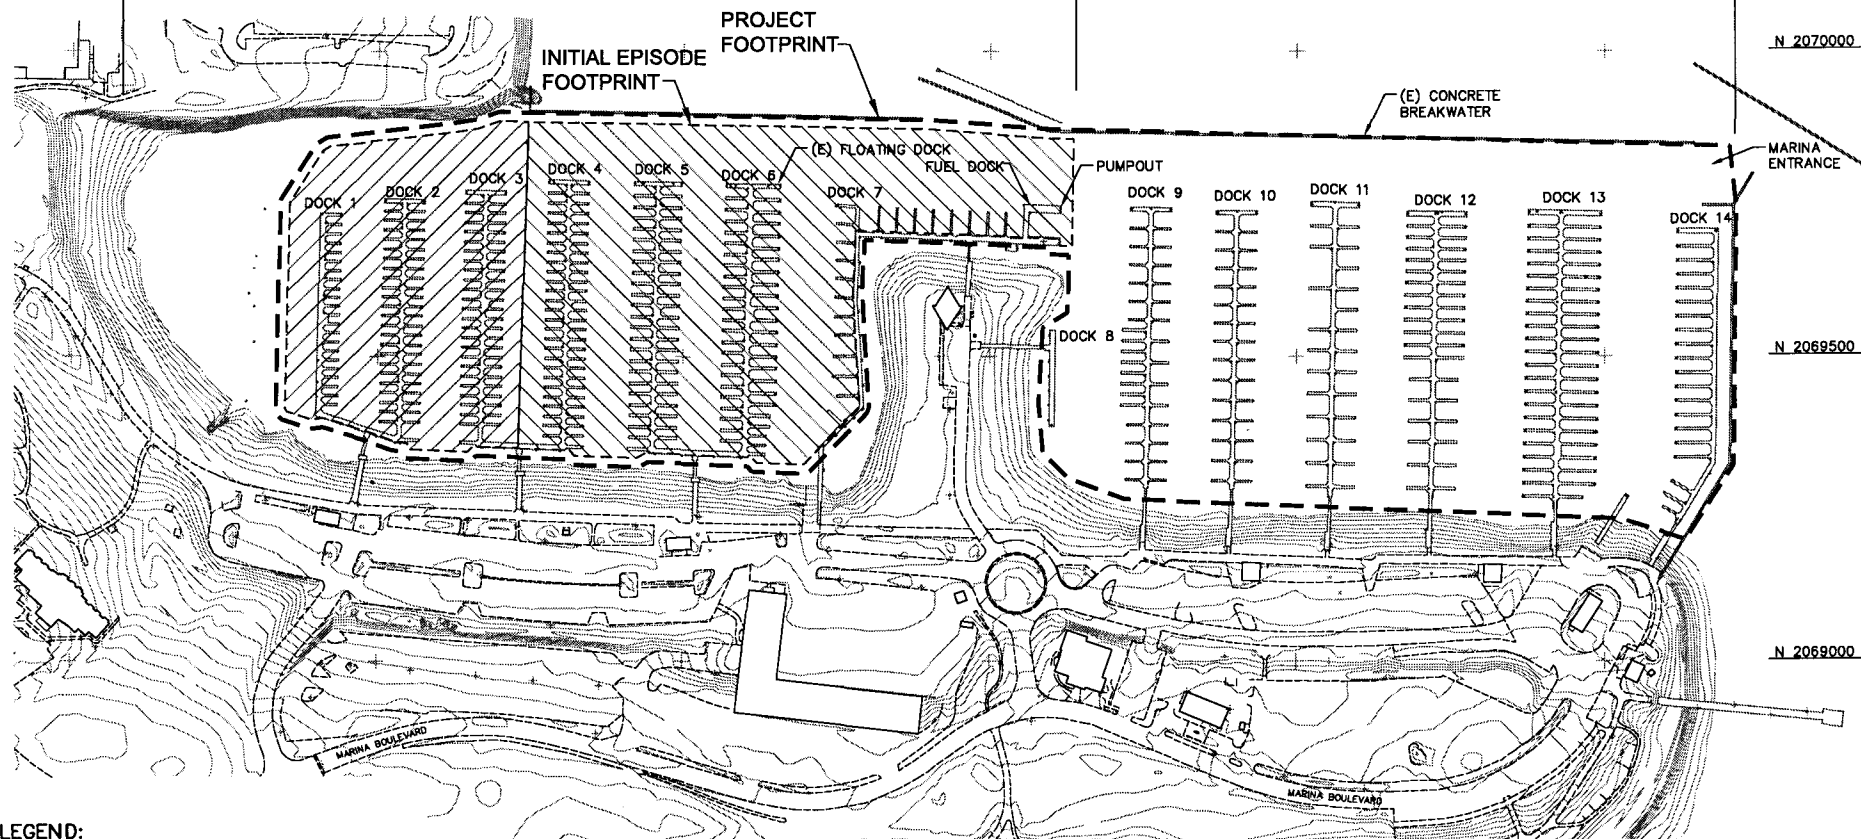 PROJECT
FOOTPRINT
INITIAL EPISODE
FOOTPRINT
N 2070000
(E) CONCRETE
BREAKWATER
(E) FLOATING DOCK
FUEL DOCK
PUMPOUT
MARINA
ENTRANCE
DOCK 1
DOCK 2
DOCK 3
DOCK 4
DOCK 5
DOCK 6
DOCK 7
DOCK 9
DOCK 10
DOCK 11
DOCK 12
DOCK 13
DOCK 14
DOCK 8
N 2069500
N 2069000
MARINA BOULEVARD
MARINA BOULEVARD
LEGEND: